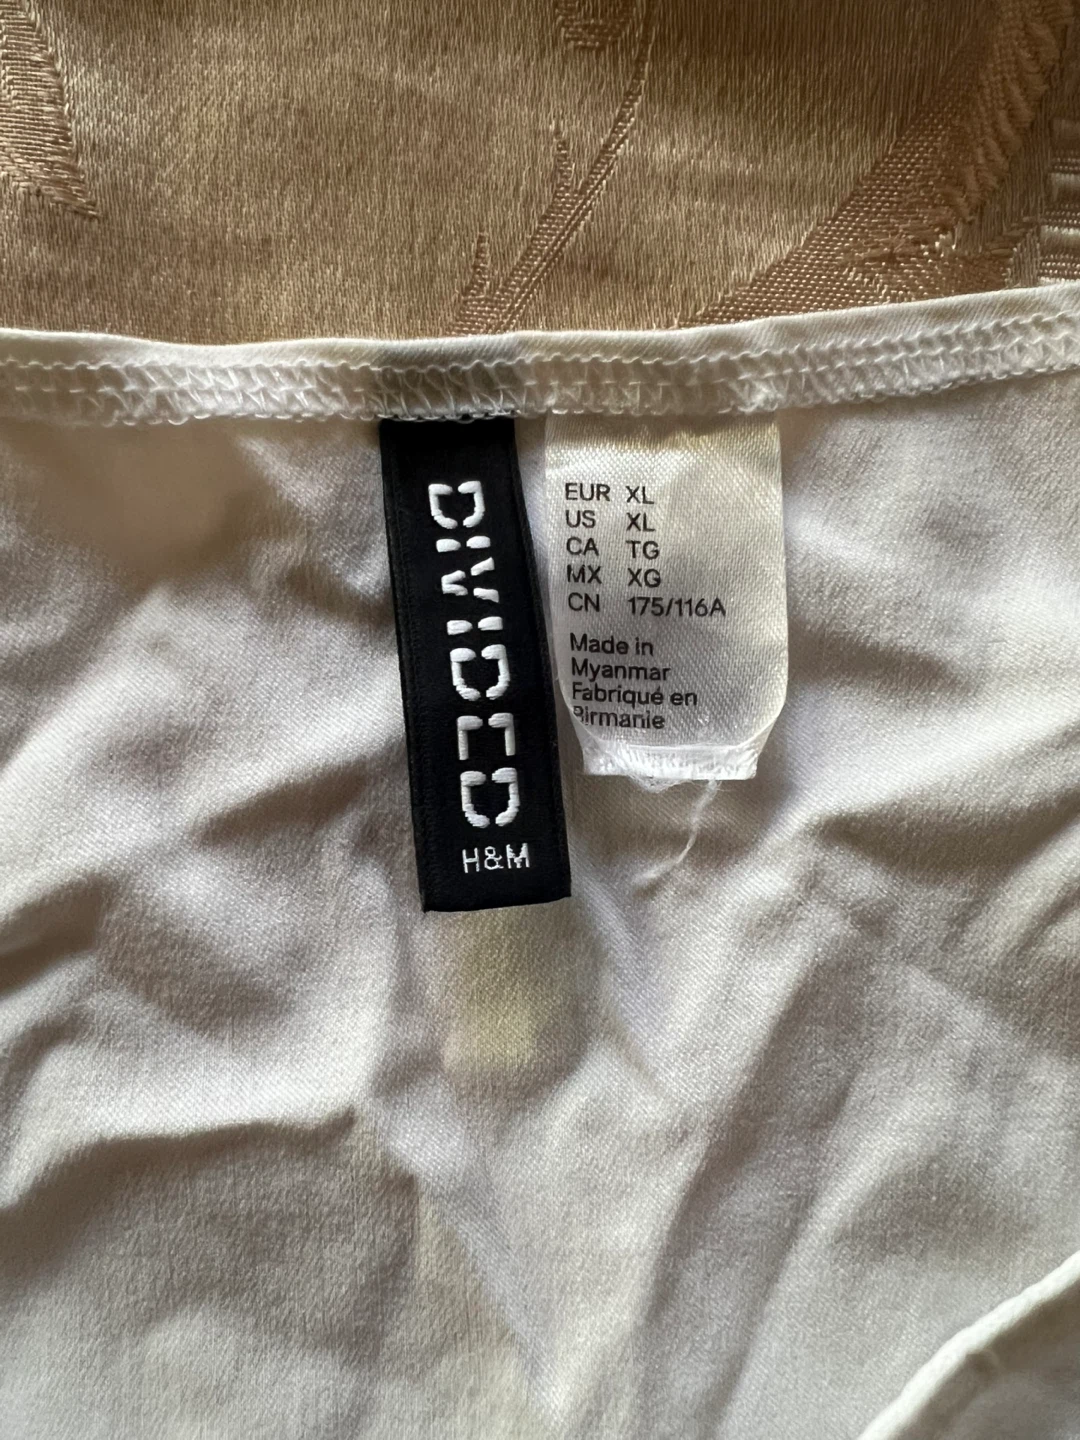 DIVIDED
H&M
EUR XL
US XL
CA TG
MX XG
CN 175/116A
Made in
Myanmar
Fabriqué en
Birmanie